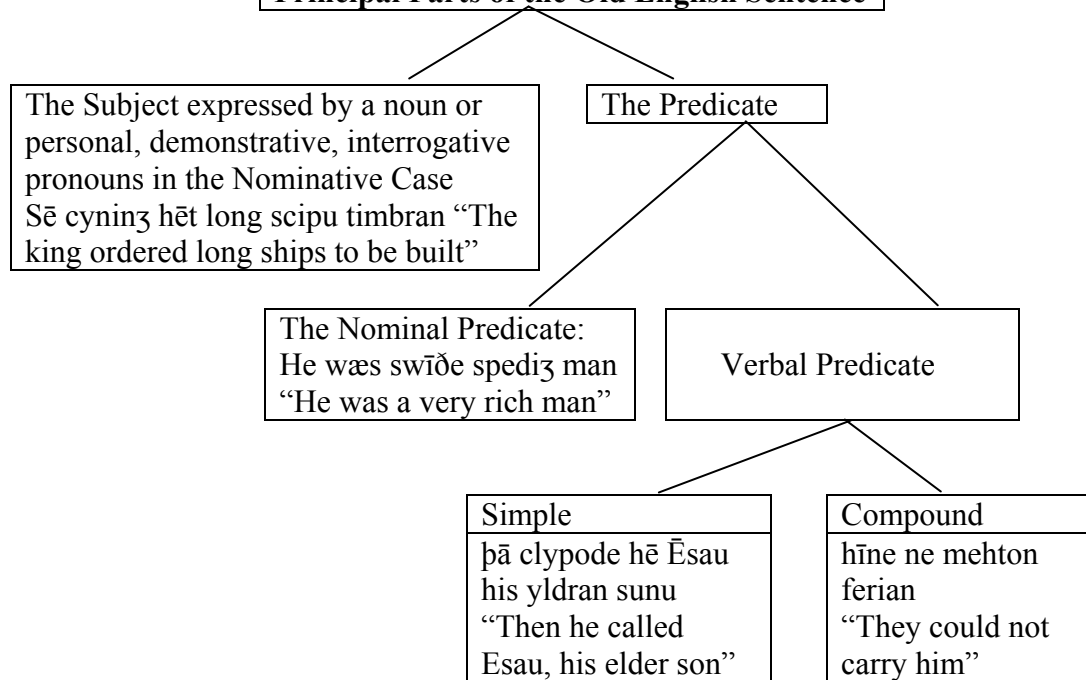 Principal Parts of the Old English Sentence
The Subject expressed by a noun or
personal, demonstrative, interrogative
pronouns in the Nominative Case
Sē cyninʒ hēt long scipu timbran “The
king ordered long ships to be built”
The Predicate
The Nominal Predicate:
He wæs swīðe spediʒ man
“He was a very rich man”
Verbal Predicate
Simple
þā clypode hē Ēsau
his yldran sunu
“Then he called
Esau, his elder son”
Compound
hīne ne mehton
ferian
“They could not
carry him”